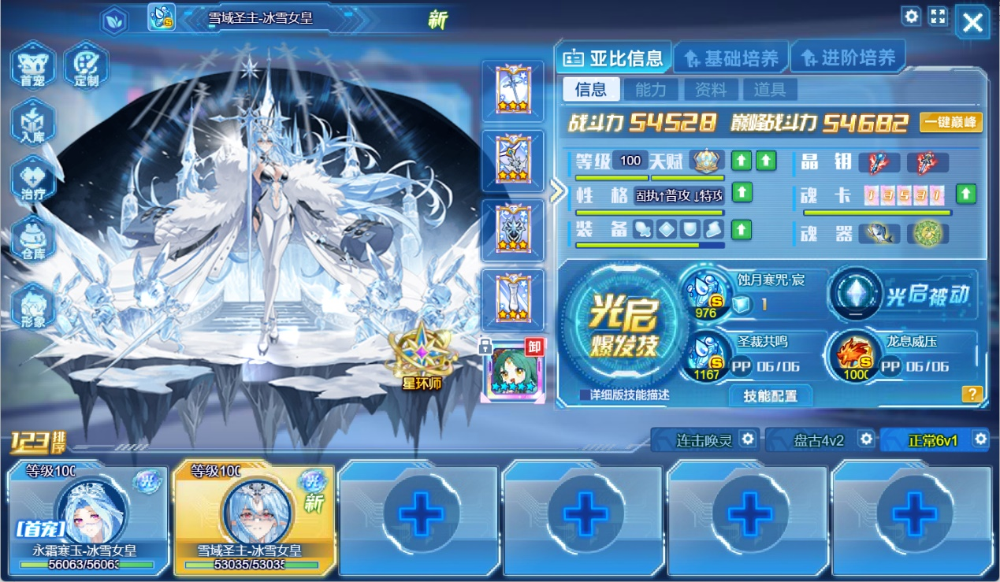 S
雪域圣主-冰雪女皇
新
首宠
定制
入库
治疗
仓库
形象
星环师
卸
亚比信息
基础培养
进阶培养
信息
能力
资料
道具
战斗力 54528 巅峰战斗力 54682 一键巅峰
等级 100 天赋
晶钥
性格 固执↑普攻↓特攻
魂卡 13531
装备
魂器
光启
爆发技
S
976
蚀月寒咒·宸
1
光启被动
S
1167
圣裁共鸣
PP 06/06
S
1000
龙息威压
PP 06/06
详细版技能描述
技能配置
?
123排序
连击唤灵
盘古4v2
正常6v1
等级100
光
[首宠]
永霜寒玉-冰雪女皇
56063/56063
等级100
光
新
雪域圣主-冰雪女皇
53035/53035